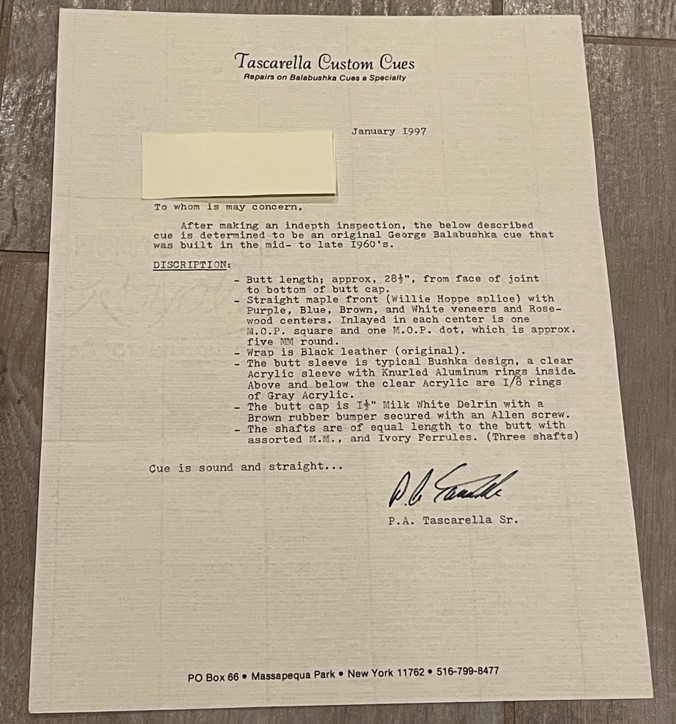 Tascarella Custom Cues
Repairs on Balabushka Cues a Specialty
January I997
To whom is may concern,
After making an indepth inspection, the below described
cue is determined to be an original George Balabushka cue that
was built in the mid- to late I960's.
DISCRIPTION:
- Butt length; approx, 28½", from face of joint
to bottom of butt cap.
- Straight maple front (Willie Hoppe splice) with
Purple, Blue, Brown, and White veneers and Rose-
wood centers. Inlayed in each center is one
M.O.P. square and one M.O.P. dot, which is approx.
five MM round.
- Wrap is Black leather (original).
- The butt sleeve is typical Bushka design, a clear
Acrylic sleeve with Knurled Aluminum rings inside.
Above and below the clear Acrylic are I/8 rings
of Gray Acrylic.
- The butt cap is I½" Milk White Delrin with a
Brown rubber bumper secured with an Allen screw.
- The shafts are of equal length to the butt with
assorted M.M., and Ivory Ferrules. (Three shafts)
Cue is sound and straight...
P.A. Tascarella Sr.
PO Box 66 • Massapequa Park • New York 11762 • 516-799-8477